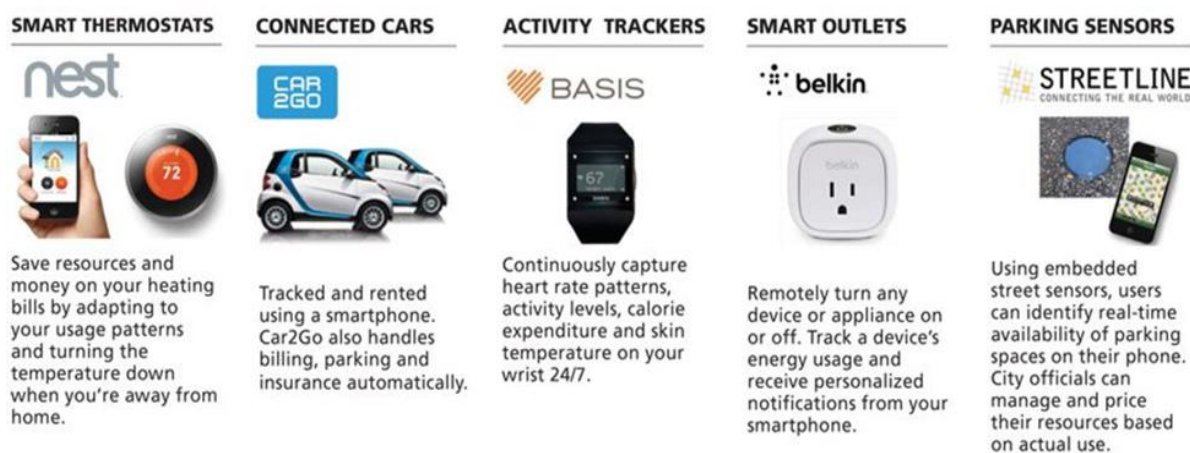 SMART THERMOSTATS
nest
72
Save resources and
money on your heating
bills by adapting to
your usage patterns
and turning the
temperature down
when you're away from
home.
CONNECTED CARS
CAR
2GO
Tracked and rented
using a smartphone.
Car2Go also handles
billing, parking and
insurance automatically.
ACTIVITY TRACKERS
BASIS
67
BASIS
Continuously capture
heart rate patterns,
activity levels, calorie
expenditure and skin
temperature on your
wrist 24/7.
SMART OUTLETS
belkin
belkin
Remotely turn any
device or appliance on
or off. Track a device's
energy usage and
receive personalized
notifications from your
smartphone.
PARKING SENSORS
STREETLINE
CONNECTING THE REAL WORLD
Using embedded
street sensors, users
can identify real-time
availability of parking
spaces on their phone.
City officials can
manage and price
their resources based
on actual use.